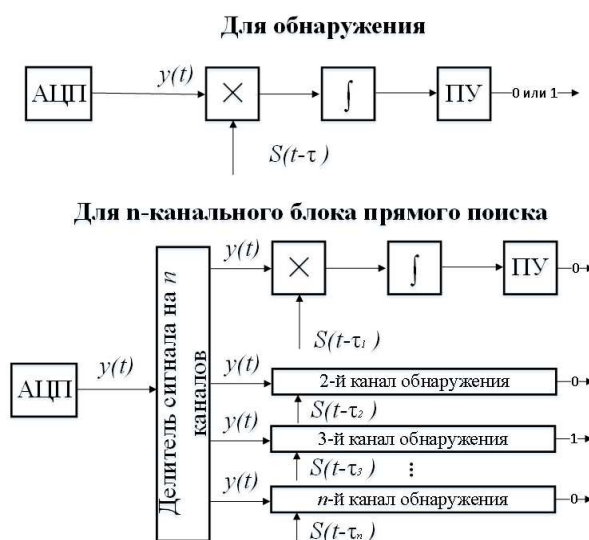 Для обнаружения
АЦП
y(t)
×
∫
ПУ
0 или 1
S(t-τ )
Для n-канального блока прямого поиска
АЦП
y(t)
Делитель сигнала на n
каналов
y(t)
×
∫
ПУ
0
S(t-τ₁ )
y(t)
2-й канал обнаружения
0
S(t-τ₂ )
y(t)
3-й канал обнаружения
1
S(t-τ₃ )
⋮
y(t)
n-й канал обнаружения
0
S(t-τₙ )